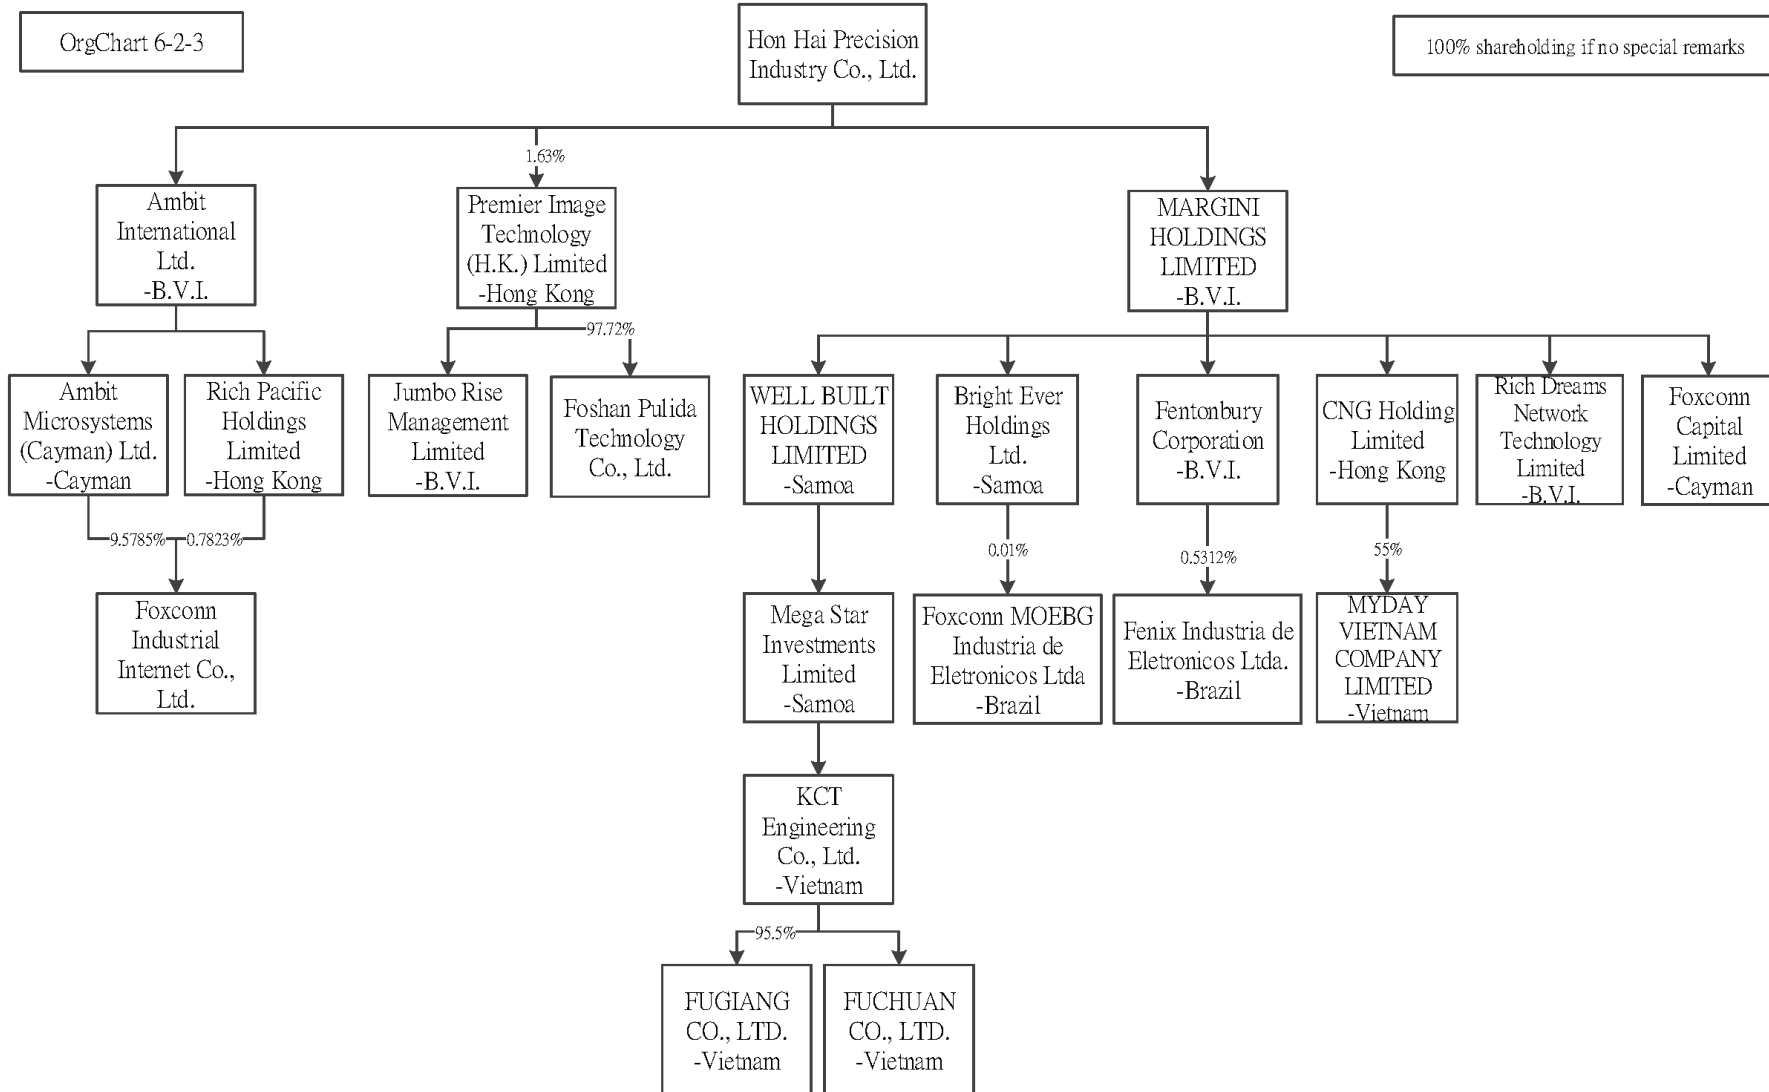 OrgChart 6-2-3
Hon Hai Precision
Industry Co., Ltd.
100% shareholding if no special remarks
1.63%
Ambit
International
Ltd.
-B.V.I.
Premier Image
Technology
(H.K.) Limited
-Hong Kong
MARGINI
HOLDINGS
LIMITED
-B.V.I.
97.72%
Ambit
Microsystems
(Cayman) Ltd.
-Cayman
Rich Pacific
Holdings
Limited
-Hong Kong
Jumbo Rise
Management
Limited
-B.V.I.
Foshan Pulida
Technology
Co., Ltd.
WELL BUILT
HOLDINGS
LIMITED
-Samoa
Bright Ever
Holdings
Ltd.
-Samoa
Fentonbury
Corporation
-B.V.I.
CNG Holding
Limited
-Hong Kong
Rich Dreams
Network
Technology
Limited
-B.V.I.
Foxconn
Capital
Limited
-Cayman
9.5785%
0.7823%
0.01%
0.5312%
55%
Foxconn
Industrial
Internet Co.,
Ltd.
Mega Star
Investments
Limited
-Samoa
Foxconn MOEBG
Industria de
Eletronicos Ltda
-Brazil
Fenix Industria de
Eletronicos Ltda.
-Brazil
MYDAY
VIETNAM
COMPANY
LIMITED
-Vietnam
KCT
Engineering
Co., Ltd.
-Vietnam
95.5%
FUGIANG
CO., LTD.
-Vietnam
FUCHUAN
CO., LTD.
-Vietnam